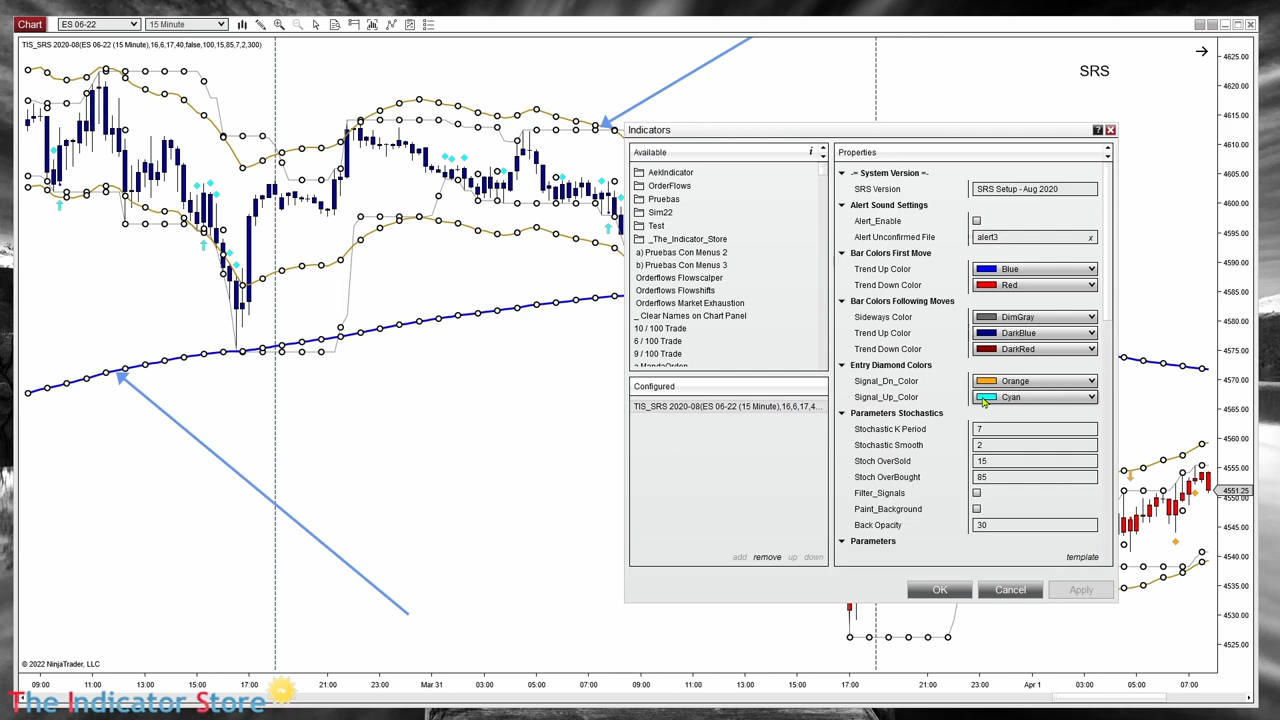 Chart
ES 06-22
15 Minute
TIS_SRS 2020-08(ES 06-22 (15 Minute),16,6,17,40,false,100,15,85,7,2,300)
SRS
4625.00
4620.00
4615.00
4610.00
4605.00
4600.00
4595.00
4590.00
4585.00
4580.00
4575.00
4570.00
4565.00
4560.00
4555.00
4551.25
4550.00
4545.00
4540.00
4535.00
4530.00
4525.00
Indicators
?
Available
i
AekIndicator
OrderFlows
Pruebas
Sim22
Test
_The_Indicator_Store
a) Pruebas Con Menus 2
b) Pruebas Con Menus 3
Orderflows Flowscalper
Orderflows Flowshifts
Orderflows Market Exhaustion
_ Clear Names on Chart Panel
10 / 100 Trade
6 / 100 Trade
9 / 100 Trade
Configured
TIS_SRS 2020-08(ES 06-22 (15 Minute),16,6,17,4...
add remove up down
Properties
-= System Version =-
SRS Version SRS Setup - Aug 2020
Alert Sound Settings
Alert_Enable
Alert Unconfirmed File alert3 x
Bar Colors First Move
Trend Up Color Blue
Trend Down Color Red
Bar Colors Following Moves
Sideways Color DimGray
Trend Up Color DarkBlue
Trend Down Color DarkRed
Entry Diamond Colors
Signal_Dn_Color Orange
Signal_Up_Color Cyan
Parameters Stochastics
Stochastic K Period 7
Stochastic Smooth 2
Stoch OverSold 15
Stoch OverBought 85
Filter_Signals
Paint_Background
Back Opacity 30
Parameters
template
OK Cancel Apply
© 2022 NinjaTrader, LLC
09:00 11:00 13:00 15:00 17:00 21:00 23:00 Mar 31 03:00 05:00 07:00 09:00 11:00 13:00 15:00 17:00 21:00 23:00 Apr 1 03:00 05:00 07:00
The Indicator Store